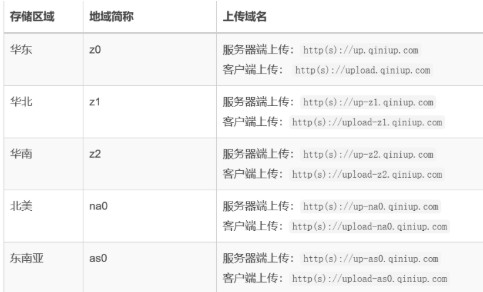 存储区域 地域简称 上传域名
华东 z0 服务器端上传： http(s)://up.qiniup.com
客户端上传： http(s)://upload.qiniup.com
华北 z1 服务器端上传： http(s)://up-z1.qiniup.com
客户端上传： http(s)://upload-z1.qiniup.com
华南 z2 服务器端上传： http(s)://up-z2.qiniup.com
客户端上传： http(s)://upload-z2.qiniup.com
北美 na0 服务器端上传： http(s)://up-na0.qiniup.com
客户端上传： http(s)://upload-na0.qiniup.com
东南亚 as0 服务器端上传： http(s)://up-as0.qiniup.com
客户端上传： http(s)://upload-as0.qiniup.com